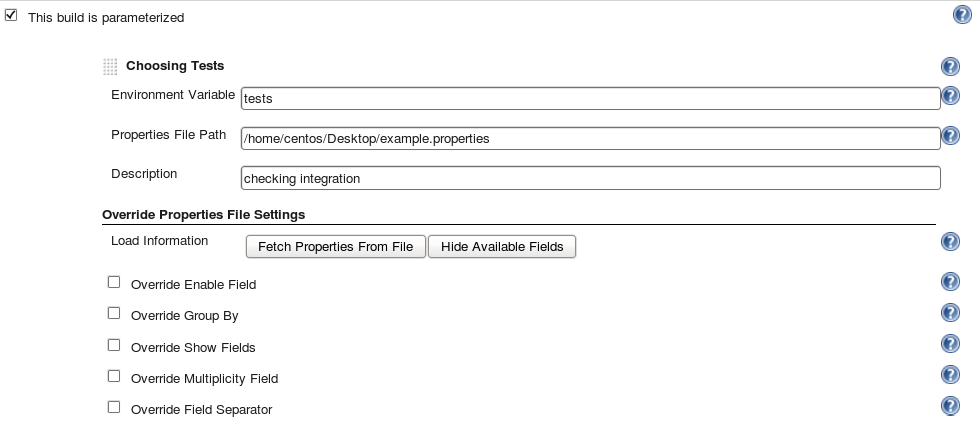 This build is parameterized
Choosing Tests
Environment Variable tests
Properties File Path /home/centos/Desktop/example.properties
Description checking integration
Override Properties File Settings
Load Information Fetch Properties From File Hide Available Fields
Override Enable Field
Override Group By
Override Show Fields
Override Multiplicity Field
Override Field Separator